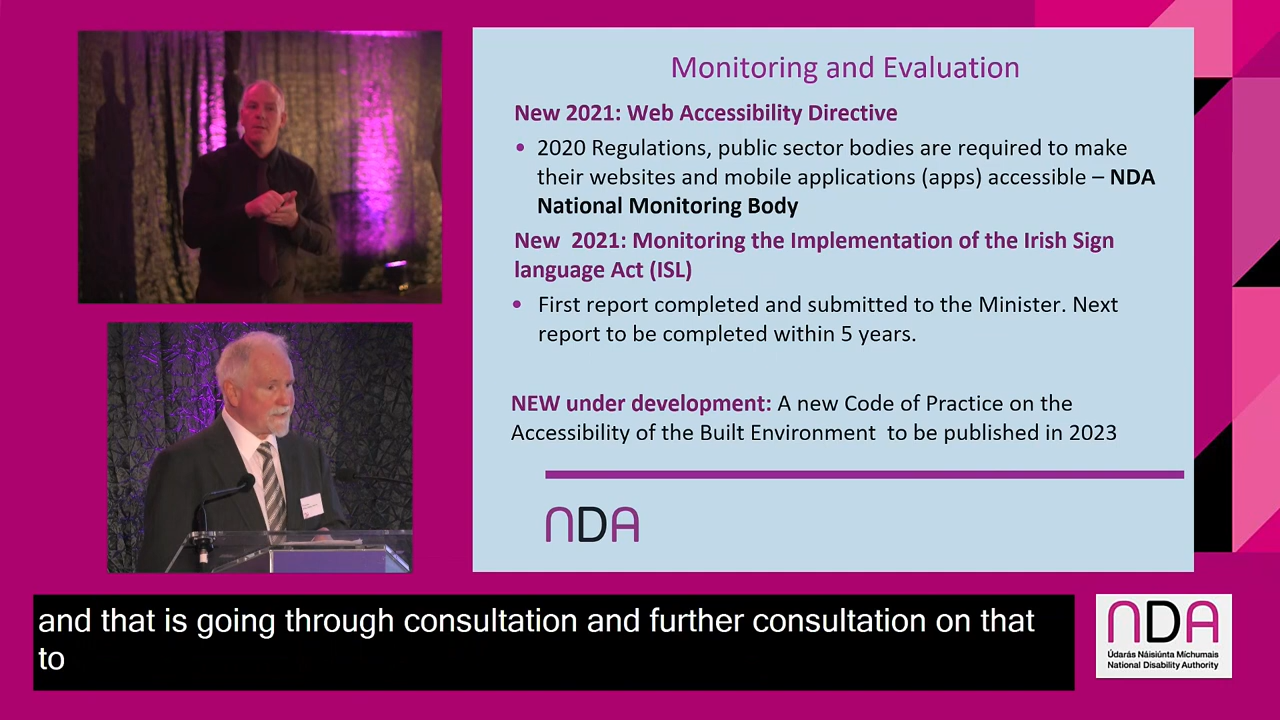 Monitoring and Evaluation
New 2021: Web Accessibility Directive
• 2020 Regulations, public sector bodies are required to make
their websites and mobile applications (apps) accessible – NDA
National Monitoring Body
New  2021: Monitoring the Implementation of the Irish Sign
language Act (ISL)
• First report completed and submitted to the Minister. Next
report to be completed within 5 years.
NEW under development: A new Code of Practice on the
Accessibility of the Built Environment  to be published in 2023
NDA
and that is going through consultation and further consultation on that
to
NDA
Údarás Náisiúnta Míchumais
National Disability Authority